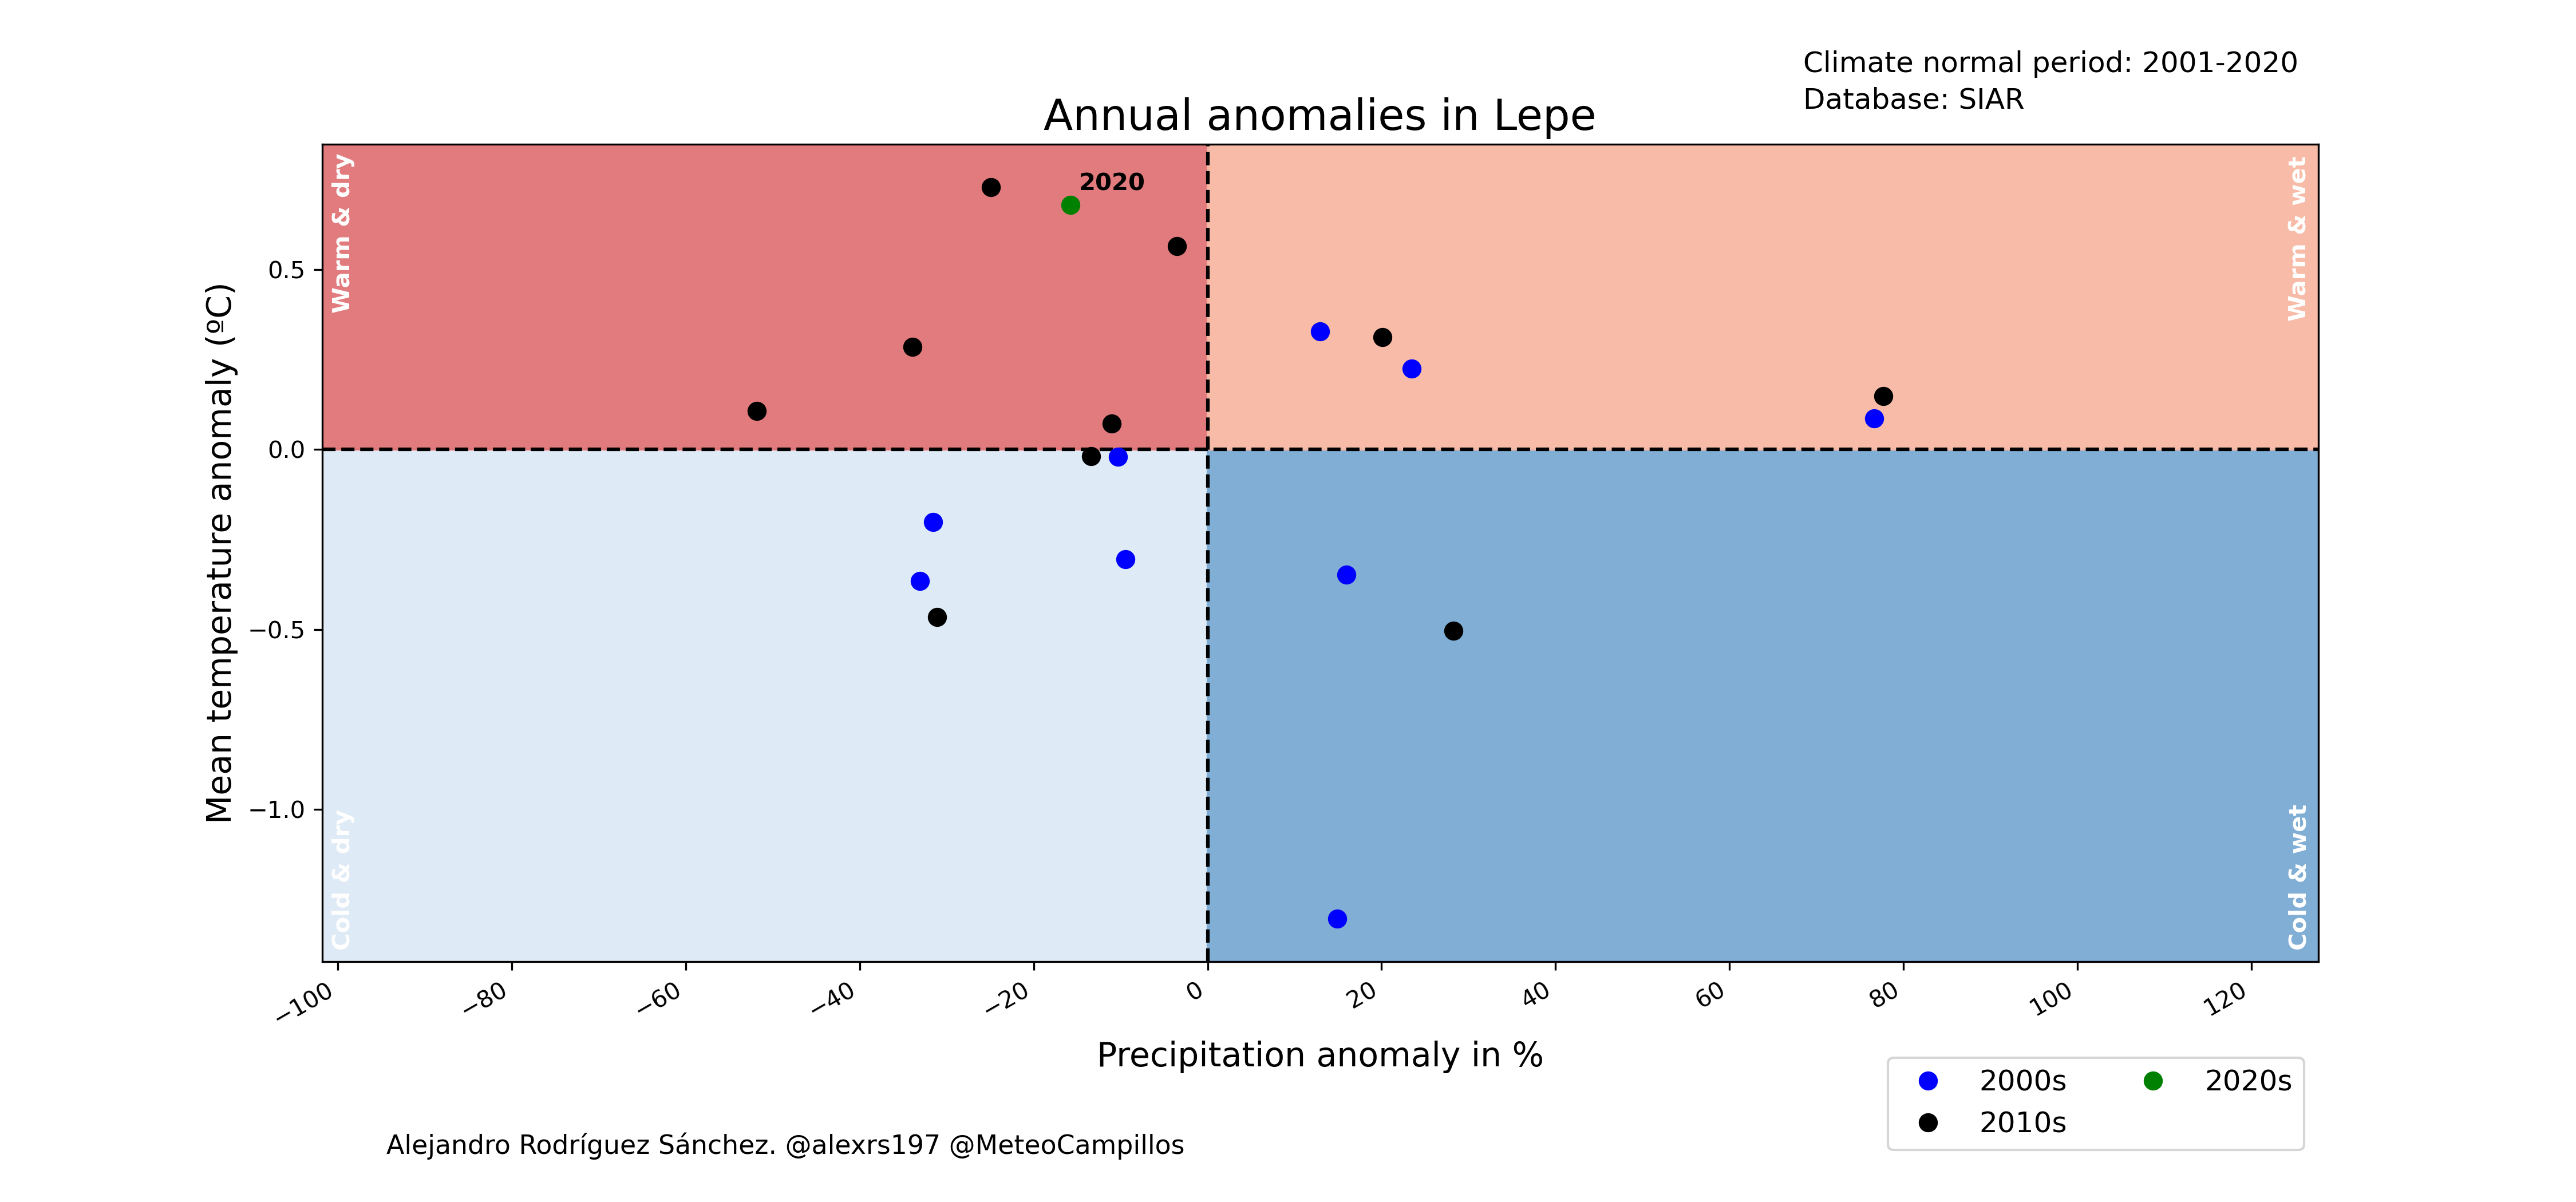 Climate normal period: 2001-2020
Database: SIAR
Annual anomalies in Lepe
Warm & dry
2020
Warm & wet
Mean temperature anomaly (ºC)
0.5
0.0
−0.5
−1.0
Cold & dry
Cold & wet
−100 −80 −60 −40 −20 0 20 40 60 80 100 120
Precipitation anomaly in %
2000s 2020s
2010s
Alejandro Rodríguez Sánchez. @alexrs197 @MeteoCampillos